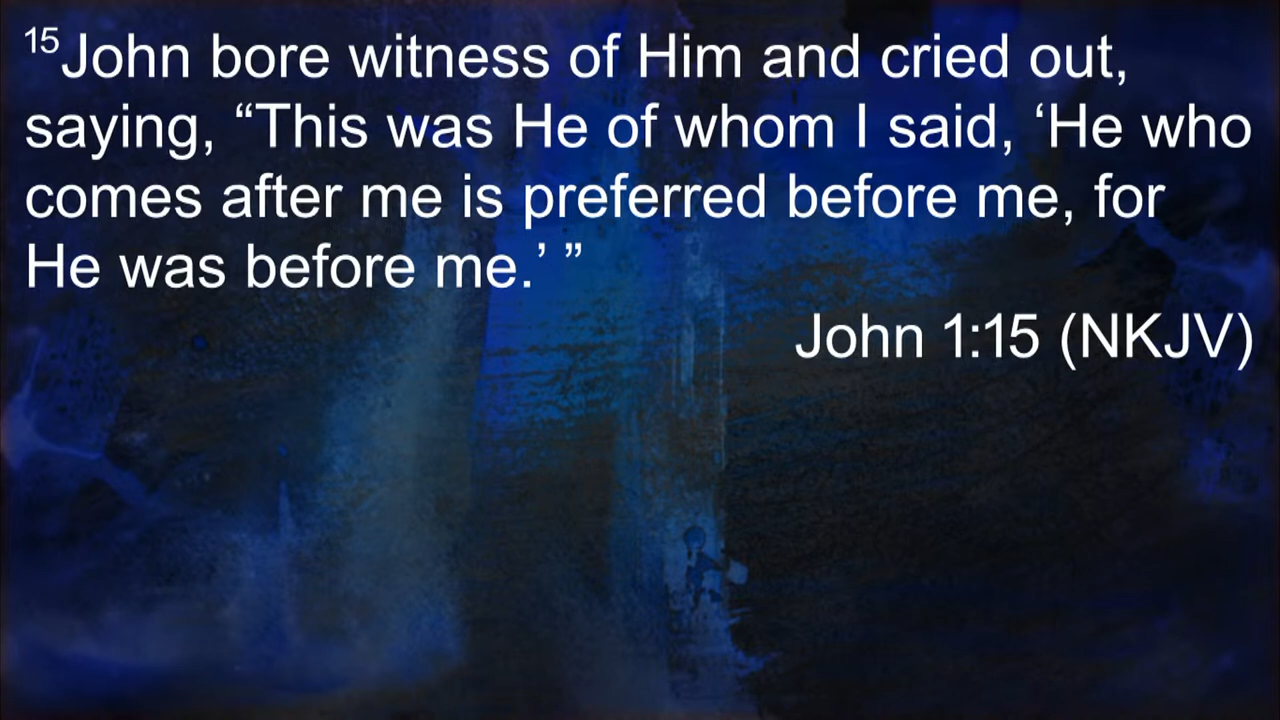 15John bore witness of Him and cried out,
saying, “This was He of whom I said, ‘He who
comes after me is preferred before me, for
He was before me.’ ”
John 1:15 (NKJV)